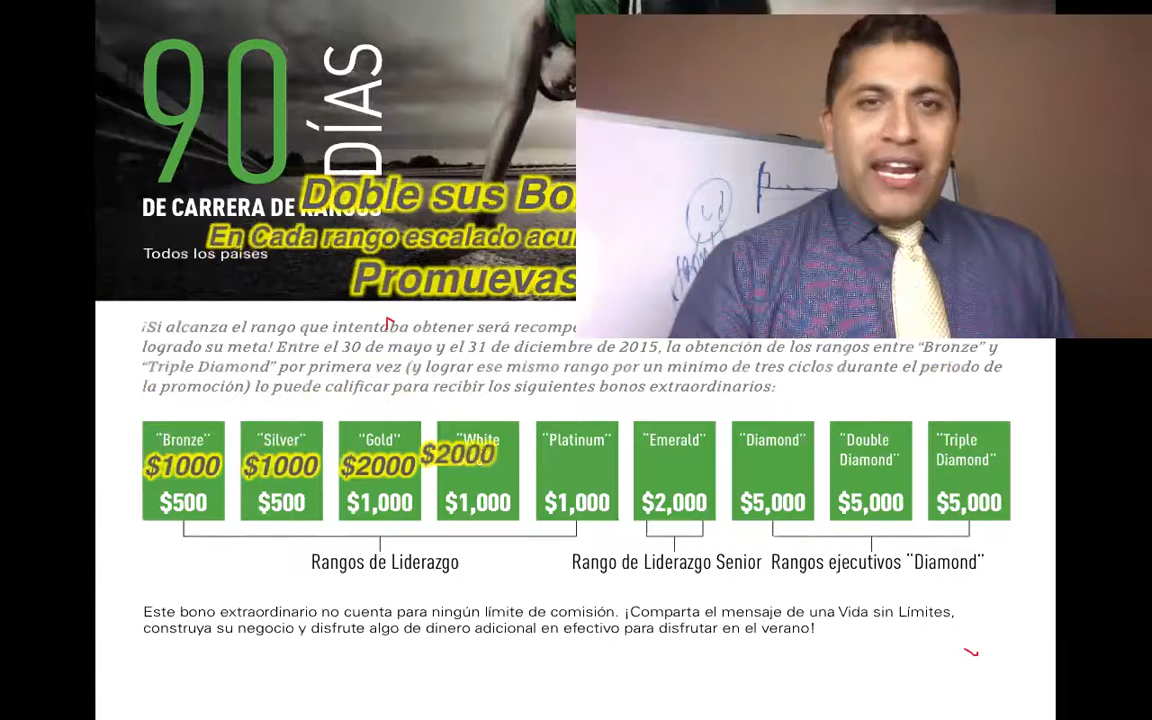 90 DÍAS
DE CARRERA DE RANGOS
Doble sus
En Cada rango escalado
Todos los países
Promuevas
¡Si alcanza el rango que intentaba obtener será
logrado su meta! Entre el 30 de mayo y el 31 de diciembre de 2015, la obtención de los rangos entre “Bronze” y
“Triple Diamond” por primera vez (y lograr ese mismo rango por un mínimo de tres ciclos durante el periodo de
la promoción) lo puede calificar para recibir los siguientes bonos extraordinarios:
"Bronze" "Silver" "Gold" "White "Platinum" "Emerald" "Diamond" "Double Diamond" "Triple Diamond"
$1000 $1000 $2000 $2000
$500 $500 $1,000 $1,000 $1,000 $2,000 $5,000 $5,000 $5,000
Rangos de Liderazgo Rango de Liderazgo Senior Rangos ejecutivos "Diamond"
Este bono extraordinario no cuenta para ningún límite de comisión. ¡Comparta el mensaje de una Vida sin Límites,
construya su negocio y disfrute algo de dinero adicional en efectivo para disfrutar en el verano!